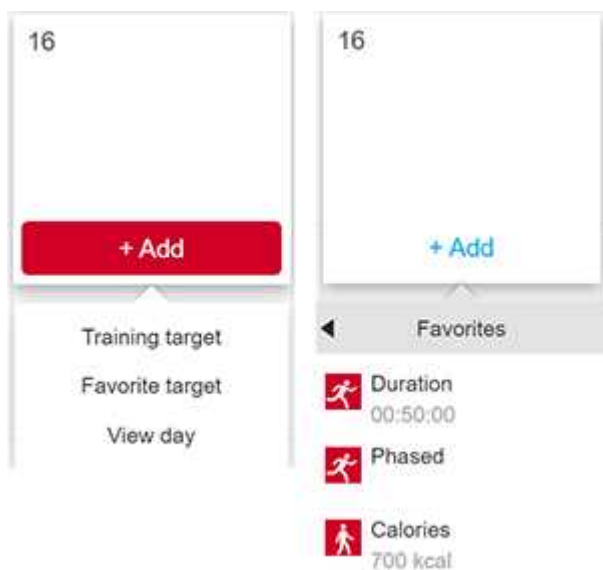 16
+ Add
Training target
Favorite target
View day
16
+ Add
Favorites
Duration
00:50:00
Phased
Calories
700 kcal